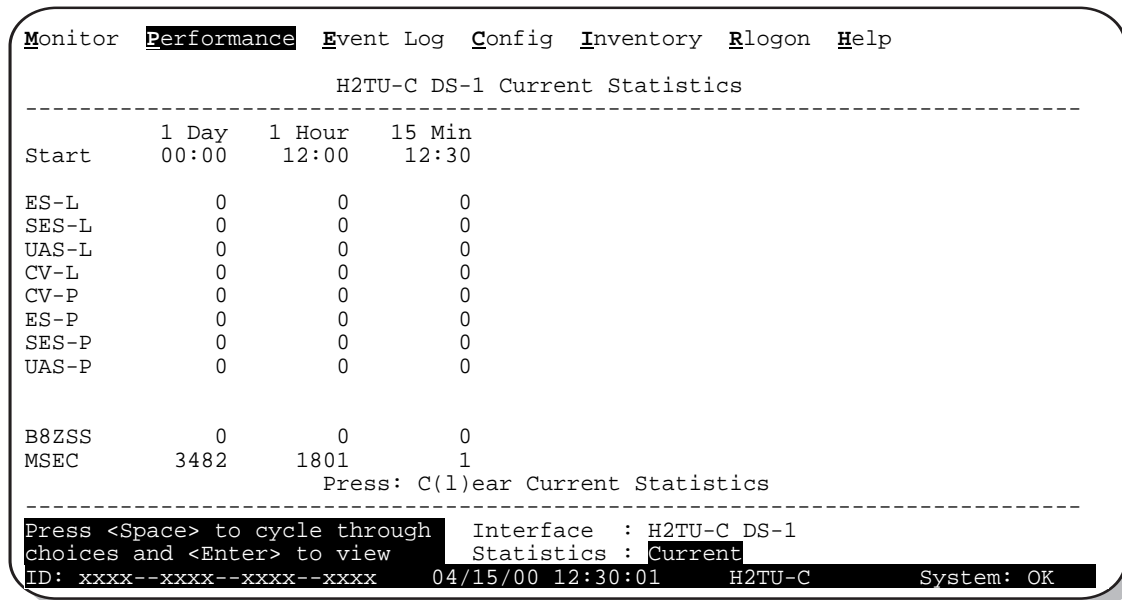 Monitor Performance Event Log Config Inventory Rlogon Help
H2TU-C DS-1 Current Statistics
--------------------------------------------------------------------------------
1 Day 1 Hour 15 Min
Start 00:00 12:00 12:30
ES-L 0 0 0
SES-L 0 0 0
UAS-L 0 0 0
CV-L 0 0 0
CV-P 0 0 0
ES-P 0 0 0
SES-P 0 0 0
UAS-P 0 0 0
B8ZSS 0 0 0
MSEC 3482 1801 1
Press: C(l)ear Current Statistics
--------------------------------------------------------------------------------
Press <Space> to cycle through Interface : H2TU-C DS-1
choices and <Enter> to view Statistics : Current
ID: xxxx--xxxx--xxxx--xxxx 04/15/00 12:30:01 H2TU-C System: OK